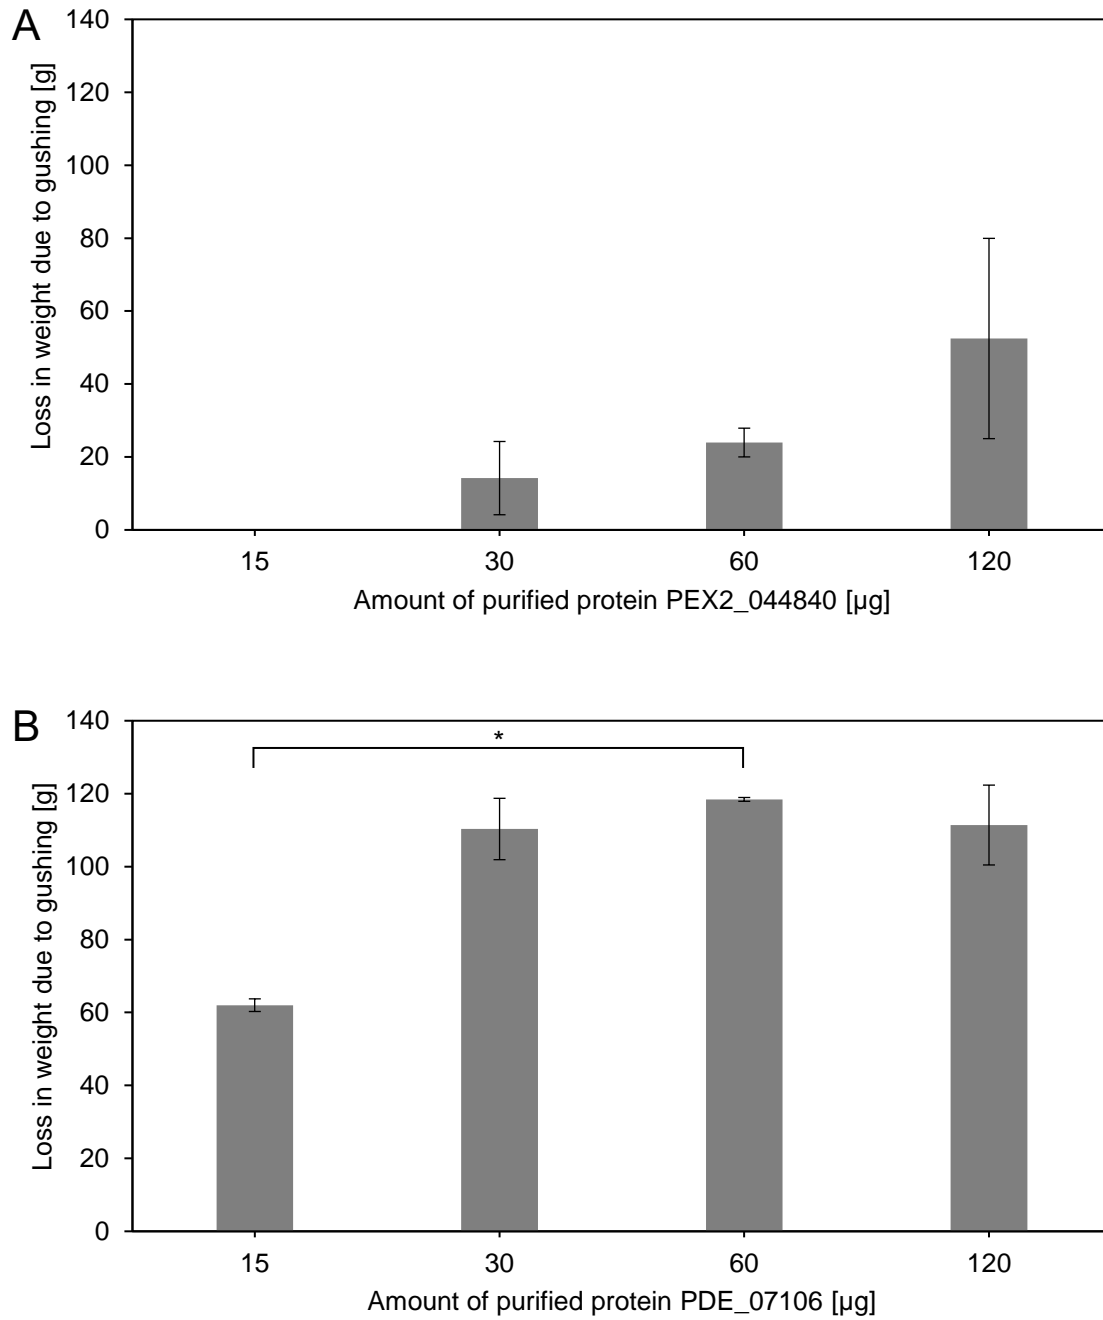 A
Loss in weight due to gushing [g]
140
120
100
80
60
40
20
0
15 30 60 120
Amount of purified protein PEX2_044840 [µg]
B
Loss in weight due to gushing [g]
140
120
100
80
60
40
20
0
*
15 30 60 120
Amount of purified protein PDE_07106 [µg]